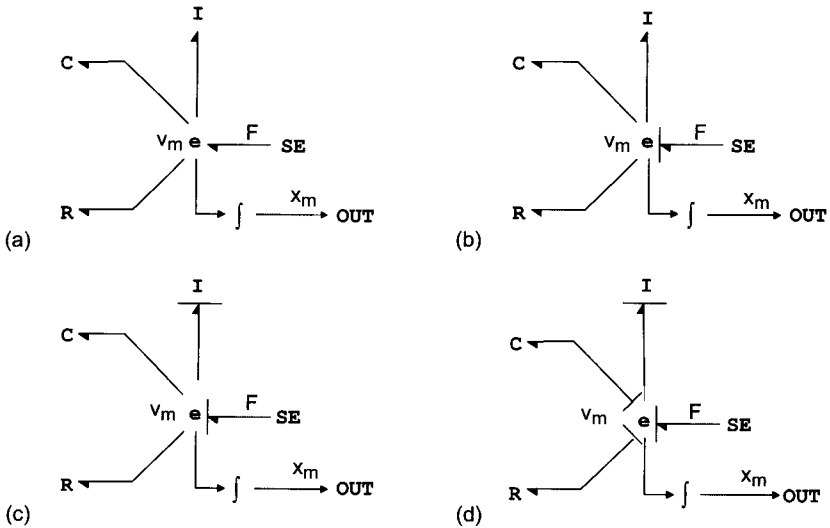 I
C
v_m e F SE
R ∫ x_m OUT
(a)
I
C
v_m e F SE
R ∫ x_m OUT
(b)
I
C
v_m e F SE
R ∫ x_m OUT
(c)
I
C
v_m e F SE
R ∫ x_m OUT
(d)